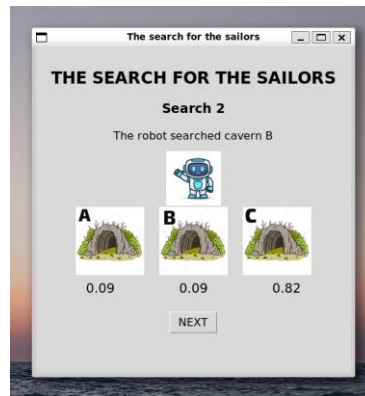 The search for the sailors
THE SEARCH FOR THE SAILORS
Search 2
The robot searched cavern B
A B C
0.09 0.09 0.82
NEXT